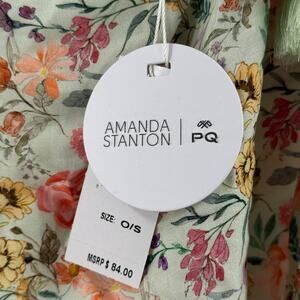 AMANDA
STANTON
PQ
SIZE: O/S
MSRP $ 84.00